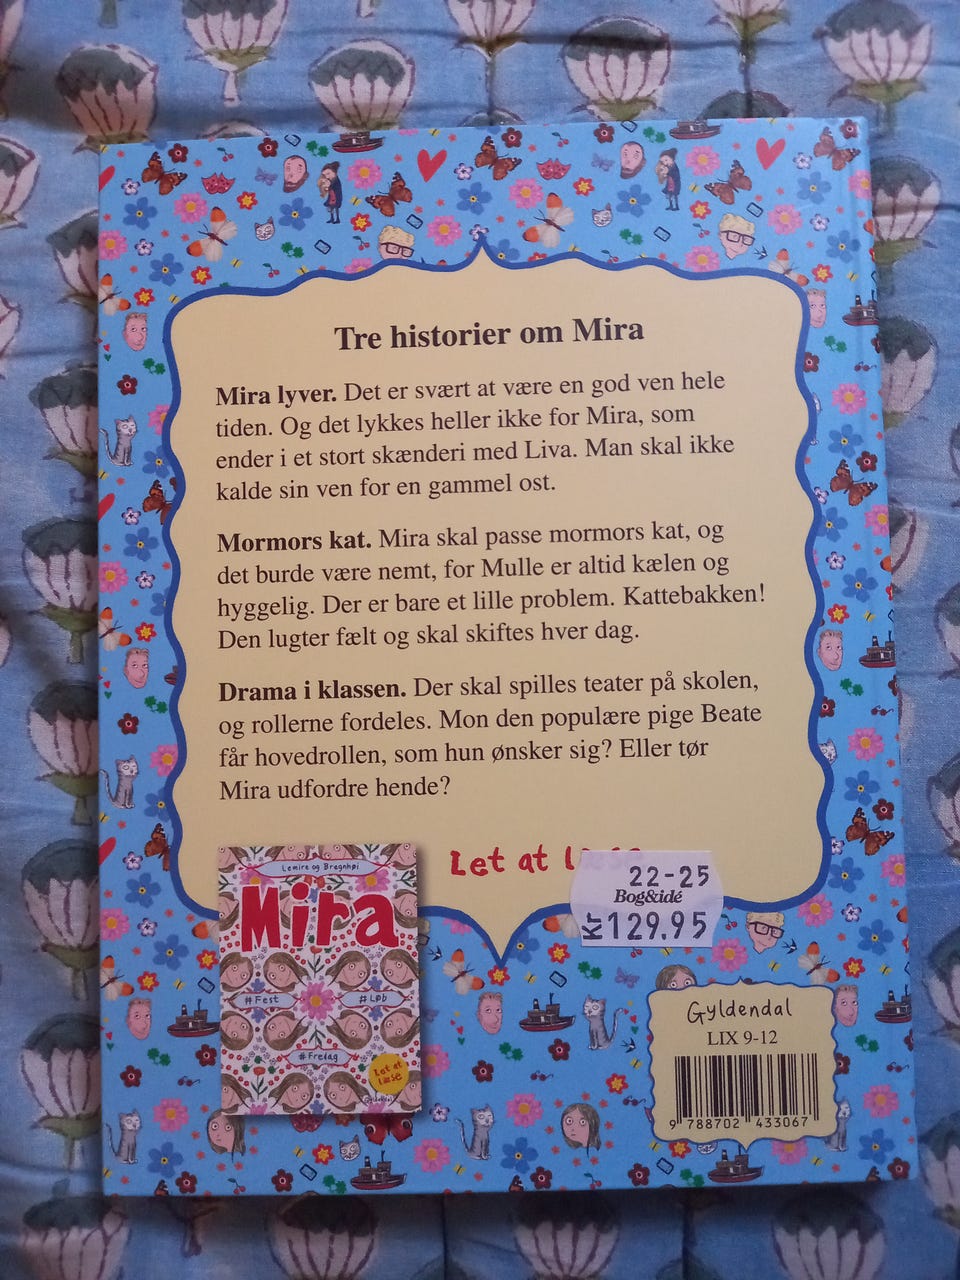 Tre historier om Mira
Mira lyver. Det er svært at være en god ven hele
tiden. Og det lykkes heller ikke for Mira, som
ender i et stort skænderi med Liva. Man skal ikke
kalde sin ven for en gammel ost.
Mormors kat. Mira skal passe mormors kat, og
det burde være nemt, for Mulle er altid kælen og
hyggelig. Der er bare et lille problem. Kattebakken!
Den lugter fælt og skal skiftes hver dag.
Drama i klassen. Der skal spilles teater på skolen,
og rollerne fordeles. Mon den populære pige Beate
får hovedrollen, som hun ønsker sig? Eller tør
Mira udfordre hende?
Let at læse
22-25
Bog&idé
Kr 129.95
Lemire og Bregnhøi
Mira
#Fest
#Løb
#Fredag
Let at
læse
Gyldendal
Gyldendal
LIX 9-12
9 788702 433067